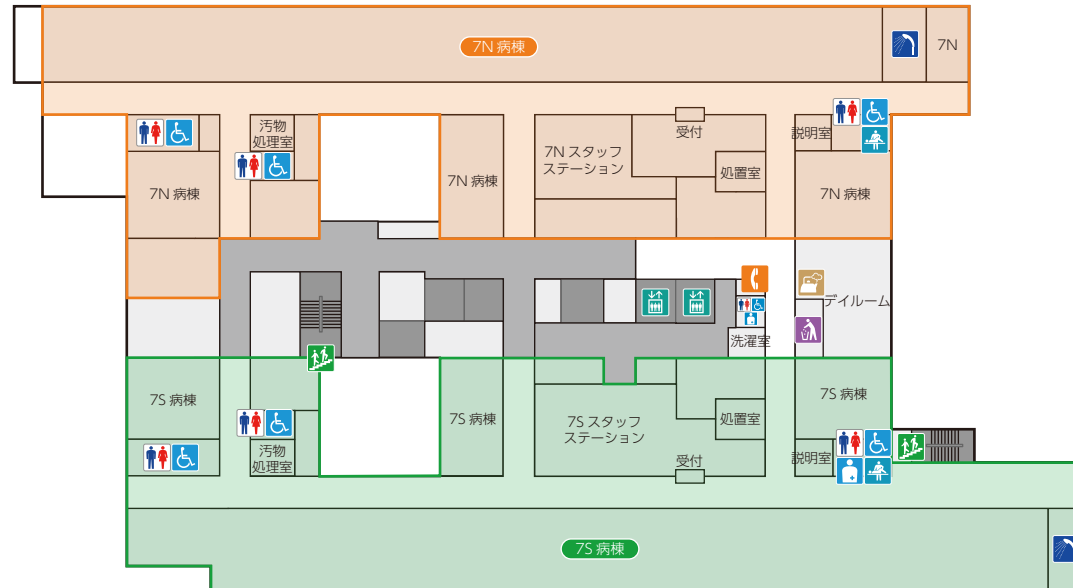 7N 病棟
7N
汚物
処理室
受付
説明室
7N スタッフ
ステーション
処置室
7N 病棟
7N 病棟
7N 病棟
デイルーム
洗濯室
7S 病棟
7S 病棟
7S 病棟
7S スタッフ
ステーション
処置室
汚物
処理室
受付
説明室
7S 病棟